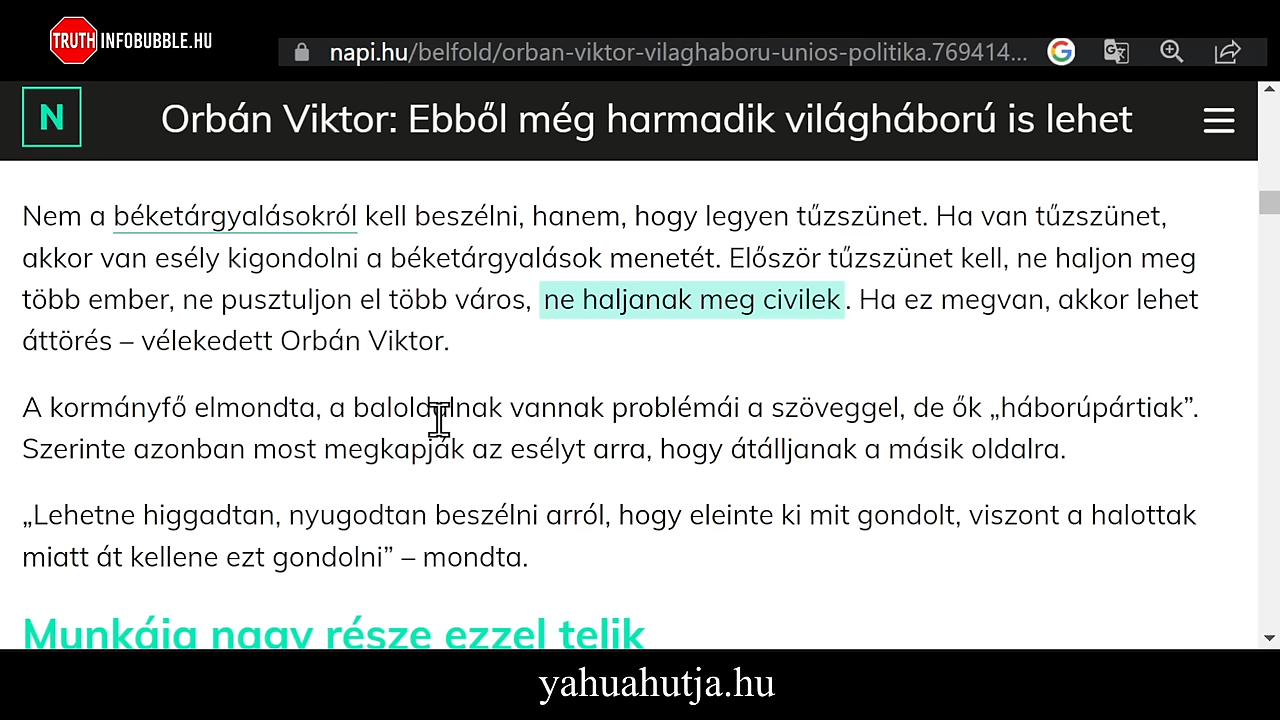 TRUTH INFOBUBBLE.HU
napi.hu/belfold/orban-viktor-vilaghaboru-unios-politika.769414...
N
Orbán Viktor: Ebből még harmadik világháború is lehet
Nem a béketárgyalásokról kell beszélni, hanem, hogy legyen tűzszünet. Ha van tűzszünet,
akkor van esély kigondolni a béketárgyalások menetét. Először tűzszünet kell, ne haljon meg
több ember, ne pusztuljon el több város, ne haljanak meg civilek. Ha ez megvan, akkor lehet
áttörés – vélekedett Orbán Viktor.
A kormányfő elmondta, a baloldalnak vannak problémái a szöveggel, de ők „háborúpártiak”.
Szerinte azonban most megkapják az esélyt arra, hogy átálljanak a másik oldalra.
„Lehetne higgadtan, nyugodtan beszélni arról, hogy eleinte ki mit gondolt, viszont a halottak
miatt át kellene ezt gondolni” – mondta.
Munkája nagy része ezzel telik
yahuahutja.hu